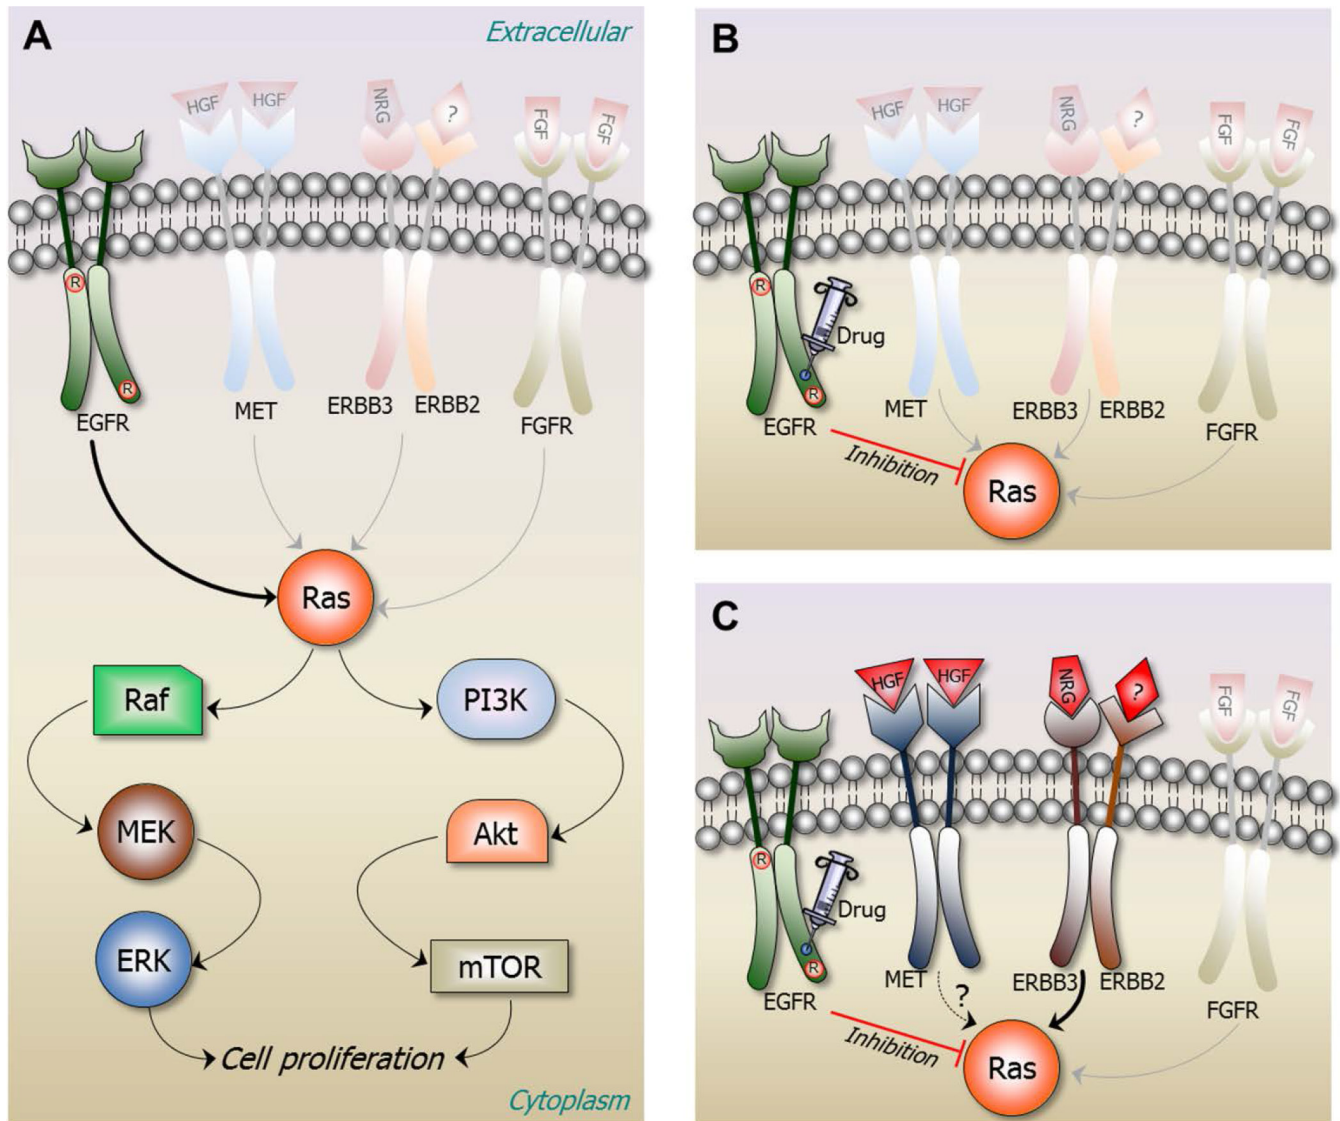 A
Extracellular
HGF
HGF
NRG
?
FGF
FGF
R
R
EGFR
MET
ERBB3
ERBB2
FGFR
Ras
Raf
PI3K
MEK
Akt
ERK
mTOR
Cell proliferation
Cytoplasm
B
HGF
HGF
NRG
?
FGF
FGF
R
Drug
R
EGFR
MET
ERBB3
ERBB2
FGFR
Inhibition
Ras
C
HGF
HGF
NRG
?
FGF
FGF
R
Drug
R
EGFR
MET
ERBB3
ERBB2
FGFR
?
Inhibition
Ras